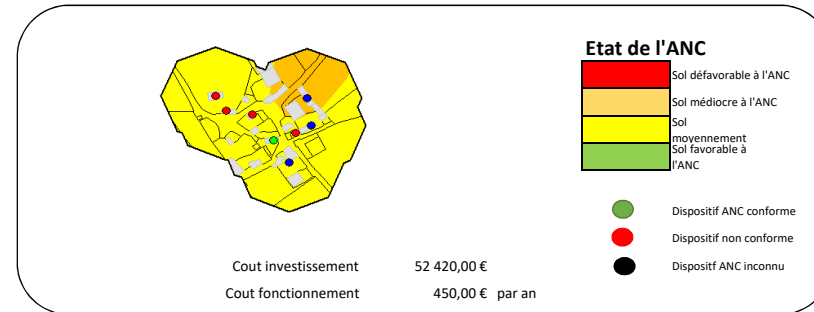 Etat de l'ANC
Sol défavorable à l'ANC
Sol médiocre à l'ANC
Sol
moyennement
Sol favorable à
l'ANC
Dispositif ANC conforme
Dispositif non conforme
Dispositf ANC inconnu
Cout investissement 52 420,00 €
Cout fonctionnement 450,00 € par an